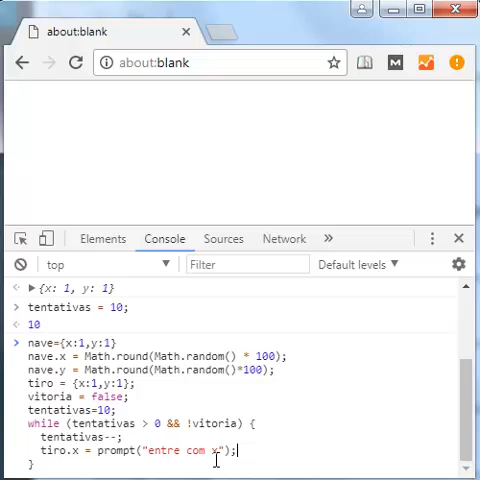 about:blank
about:blank
Elements Console Sources Network »
top Filter Default levels
{x: 1, y: 1}
tentativas = 10;
10
nave={x:1,y:1}
nave.x = Math.round(Math.random() * 100);
nave.y = Math.round(Math.random()*100);
tiro = {x:1,y:1};
vitoria = false;
tentativas=10;
while (tentativas > 0 && !vitoria) {
tentativas--;
tiro.x = prompt("entre com x");
}